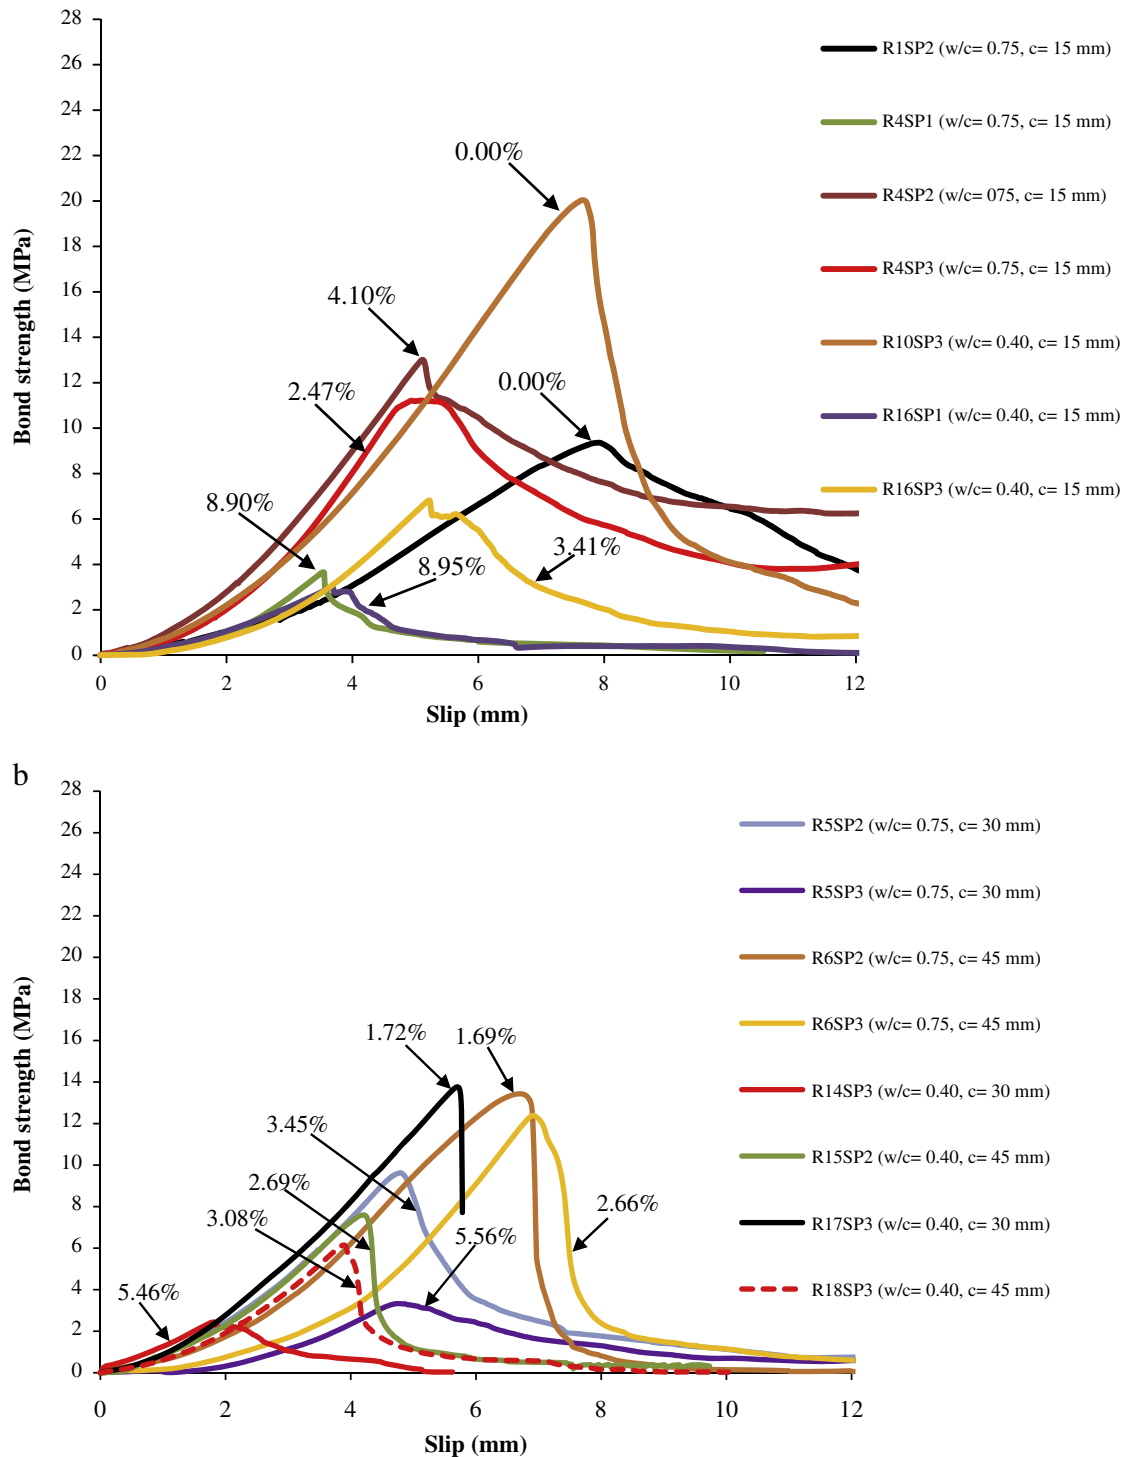 28
26
24
22
20
18
16
14
12
10
8
6
4
2
0
Bond strength (MPa)
0 2 4 6 8 10 12
Slip (mm)
0.00%
4.10%
2.47%
0.00%
8.90%
8.95%
3.41%
R1SP2 (w/c= 0.75, c= 15 mm)
R4SP1 (w/c= 0.75, c= 15 mm)
R4SP2 (w/c= 075, c= 15 mm)
R4SP3 (w/c= 0.75, c= 15 mm)
R10SP3 (w/c= 0.40, c= 15 mm)
R16SP1 (w/c= 0.40, c= 15 mm)
R16SP3 (w/c= 0.40, c= 15 mm)
b
28
26
24
22
20
18
16
14
12
10
8
6
4
2
0
Bond strength (MPa)
0 2 4 6 8 10 12
Slip (mm)
1.72%
1.69%
3.45%
2.69%
3.08%
5.56%
2.66%
5.46%
R5SP2 (w/c= 0.75, c= 30 mm)
R5SP3 (w/c= 0.75, c= 30 mm)
R6SP2 (w/c= 0.75, c= 45 mm)
R6SP3 (w/c= 0.75, c= 45 mm)
R14SP3 (w/c= 0.40, c= 30 mm)
R15SP2 (w/c= 0.40, c= 45 mm)
R17SP3 (w/c= 0.40, c= 30 mm)
R18SP3 (w/c= 0.40, c= 45 mm)